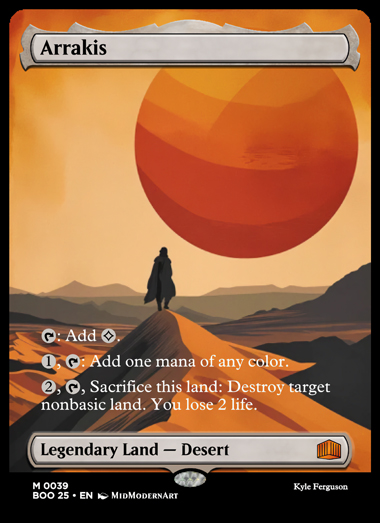 Arrakis
: Add .
1, : Add one mana of any color.
2, , Sacrifice this land: Destroy target
nonbasic land. You lose 2 life.
Legendary Land — Desert
M 0039
BOO 25 • EN MidModernArt
Kyle Ferguson